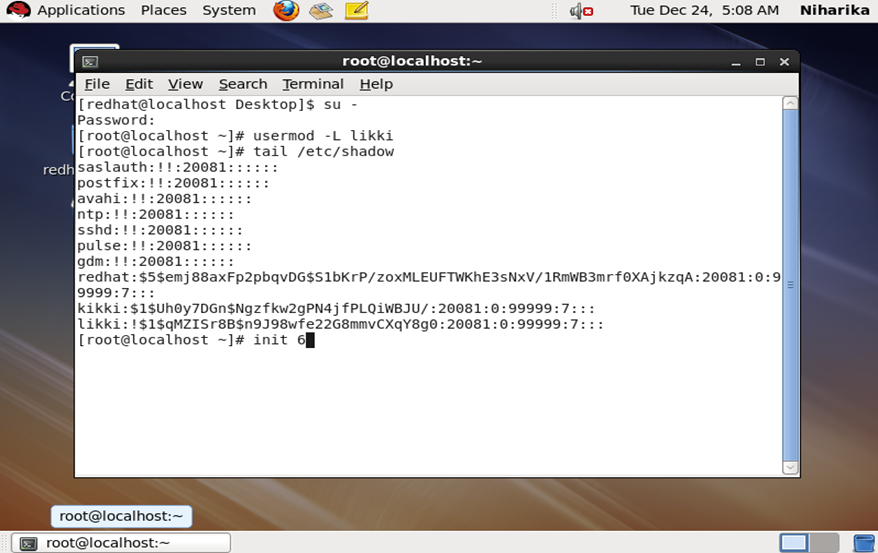 Applications Places System Tue Dec 24, 5:08 AM Niharika
root@localhost:~
File Edit View Search Terminal Help
[redhat@localhost Desktop]$ su -
Password:
[root@localhost ~]# usermod -L likki
[root@localhost ~]# tail /etc/shadow
saslauth:!!:20081::::::
postfix:!!:20081::::::
avahi:!!:20081::::::
ntp:!!:20081::::::
sshd:!!:20081::::::
pulse:!!:20081::::::
gdm:!!:20081::::::
redhat:$5$emj88axFp2pbqvDG$S1bKrP/zoxMLEUFTWKhE3sNxV/1RmWB3mrf0XAjkzqA:20081:0:9
9999:7:::
kikki:$1$Uh0y7DGn$Ngzfkw2gPN4jfPLQiWBJU/:20081:0:99999:7:::
likki:!$1$qMZISr8B$n9J98wfe22G8mmvCXqY8g0:20081:0:99999:7:::
[root@localhost ~]# init 6
redh
root@localhost:~
root@localhost:~